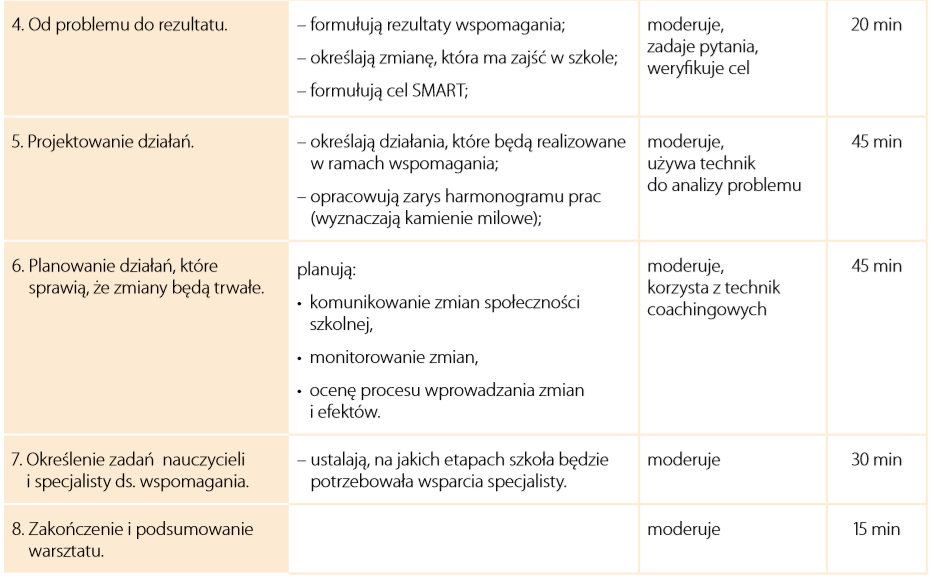 4. Od problemu do rezultatu.
– formułują rezultaty wspomagania;
– określają zmianę, która ma zajść w szkole;
– formułują cel SMART;
moderuje,
zadaje pytania,
weryfikuje cel
20 min
5. Projektowanie działań.
– określają działania, które będą realizowane
w ramach wspomagania;
– opracowują zarys harmonogramu prac
(wyznaczają kamienie milowe);
moderuje,
używa technik
do analizy problemu
45 min
6. Planowanie działań, które
sprawią, że zmiany będą trwałe.
planują:
• komunikowanie zmian społeczności
szkolnej,
• monitorowanie zmian,
• ocenę procesu wprowadzania zmian
i efektów.
moderuje,
korzysta z technik
coachingowych
45 min
7. Określenie zadań nauczycieli
i specjalisty ds. wspomagania.
– ustalają, na jakich etapach szkoła będzie
potrzebowała wsparcia specjalisty.
moderuje
30 min
8. Zakończenie i podsumowanie
warsztatu.
moderuje
15 min